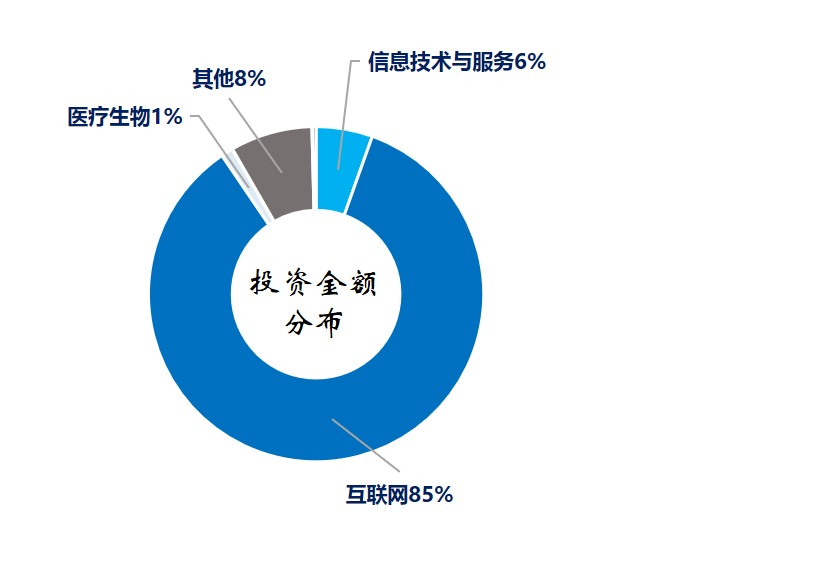 信息技术与服务6%
其他8%
医疗生物1%
投资金额
分布
互联网85%